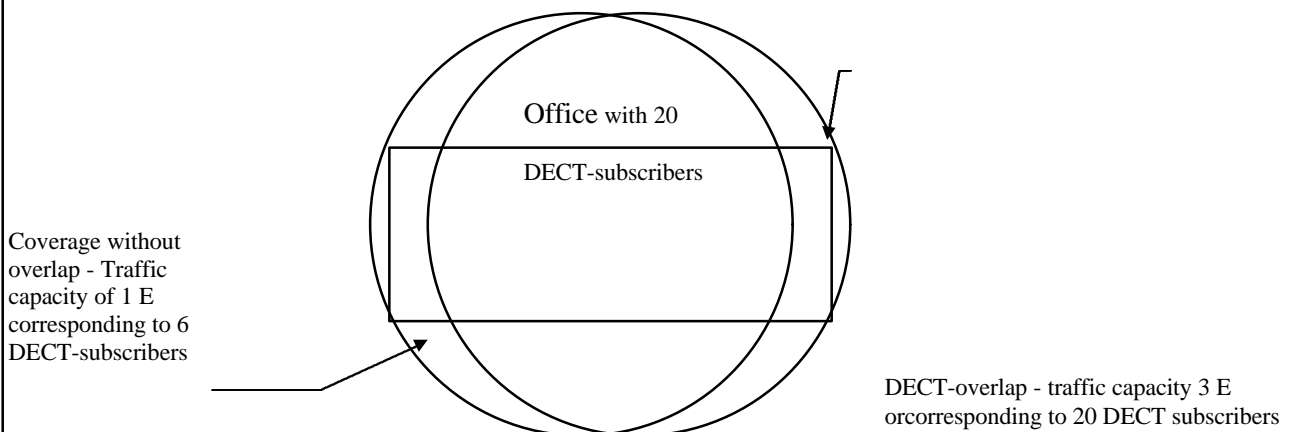 Office with 20
DECT-subscribers
Coverage without
overlap - Traffic
capacity of 1 E
corresponding to 6
DECT-subscribers
DECT-overlap - traffic capacity 3 E
orcorresponding to 20 DECT subscribers